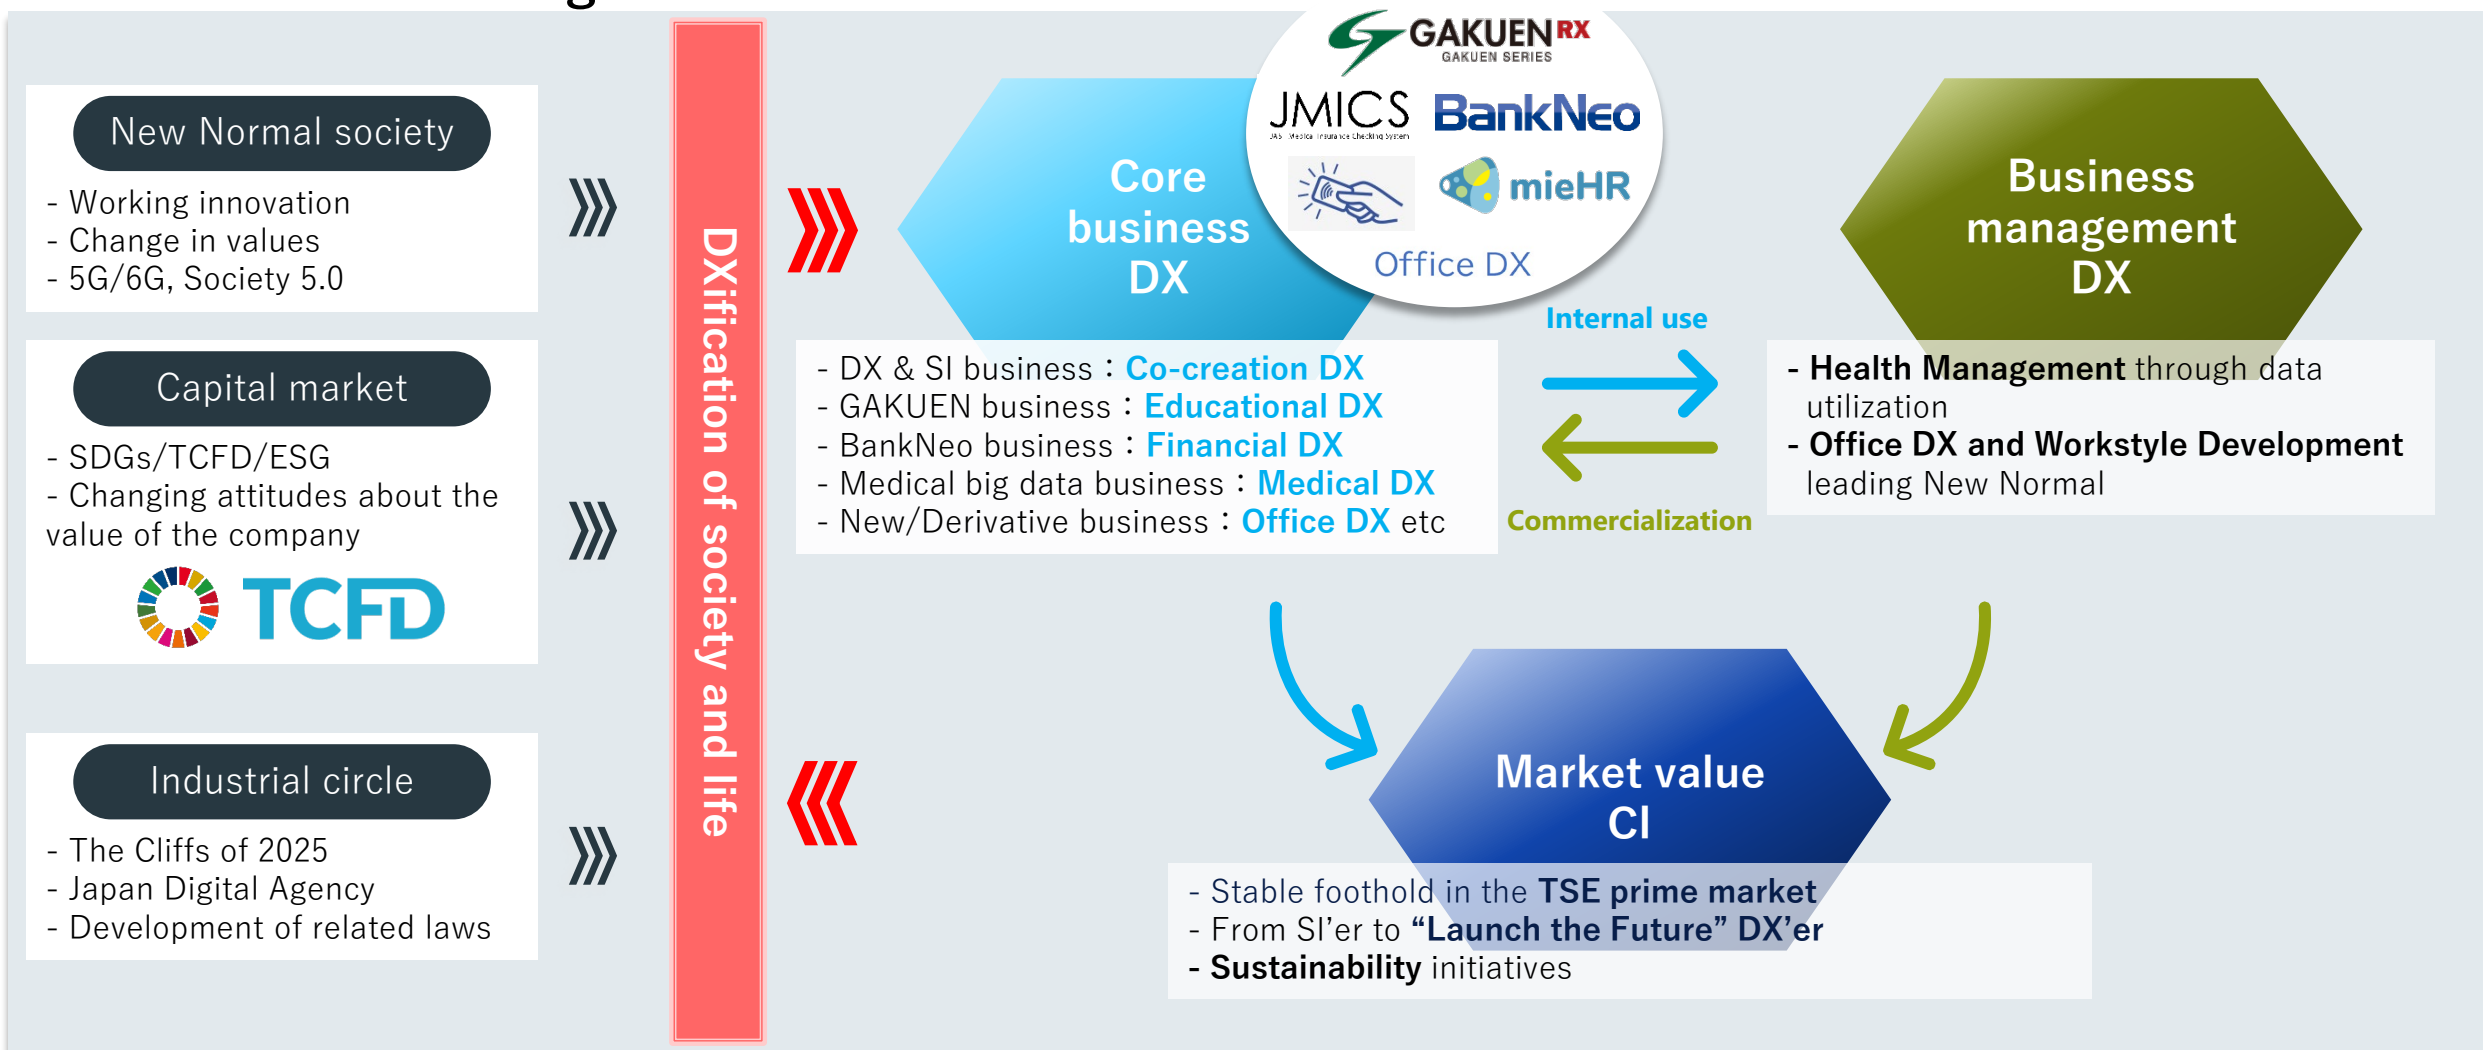 New Normal society
- Working innovation
- Change in values
- 5G/6G, Society 5.0
Capital market
- SDGs/TCFD/ESG
- Changing attitudes about the
value of the company
TCFD
Industrial circle
- The Cliffs of 2025
- Japan Digital Agency
- Development of related laws
DXification of society and life
Core
business
DX
GAKUEN RX
GAKUEN SERIES
JMICS
JAST Medical Insurance Checking System
BankNeo
mieHR
Office DX
- DX & SI business：Co-creation DX
- GAKUEN business：Educational DX
- BankNeo business：Financial DX
- Medical big data business：Medical DX
- New/Derivative business：Office DX etc
Internal use
Commercialization
Business
management
DX
- Health Management through data
utilization
- Office DX and Workstyle Development
leading New Normal
Market value
CI
- Stable foothold in the TSE prime market
- From SI’er to “Launch the Future” DX’er
- Sustainability initiatives